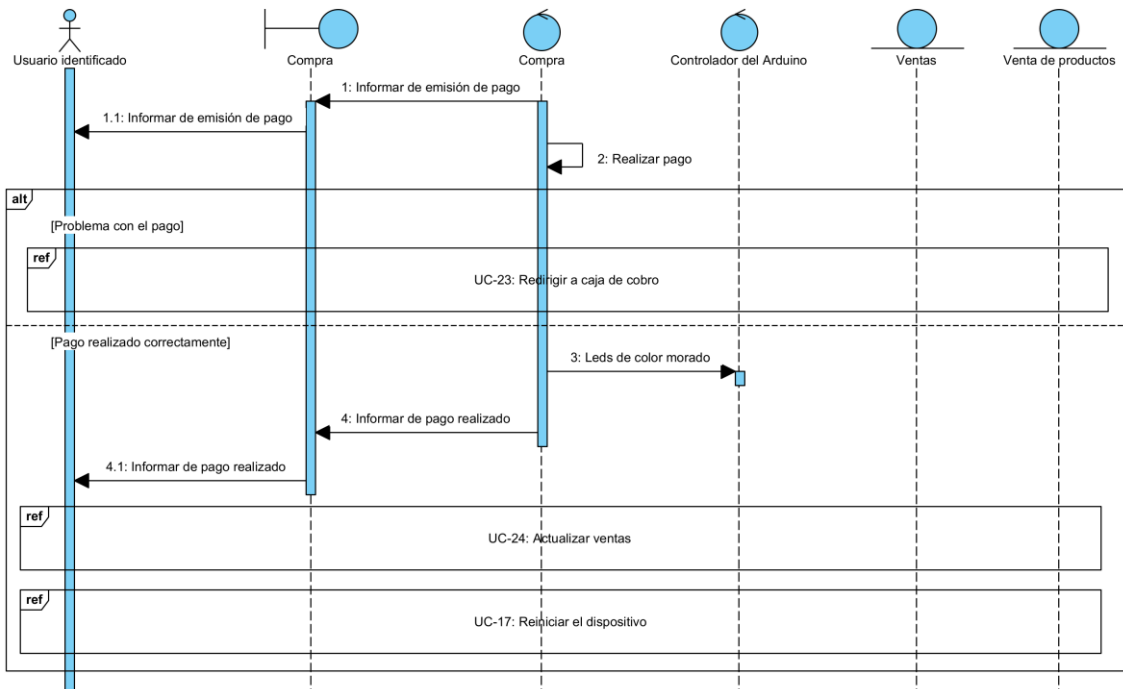 Usuario identificado
Compra
Compra
Controlador del Arduino
Ventas
Venta de productos
1: Informar de emisión de pago
1.1: Informar de emisión de pago
2: Realizar pago
alt
[Problema con el pago]
ref
UC-23: Redirigir a caja de cobro
[Pago realizado correctamente]
3: Leds de color morado
4: Informar de pago realizado
4.1: Informar de pago realizado
ref
UC-24: Actualizar ventas
ref
UC-17: Reiniciar el dispositivo